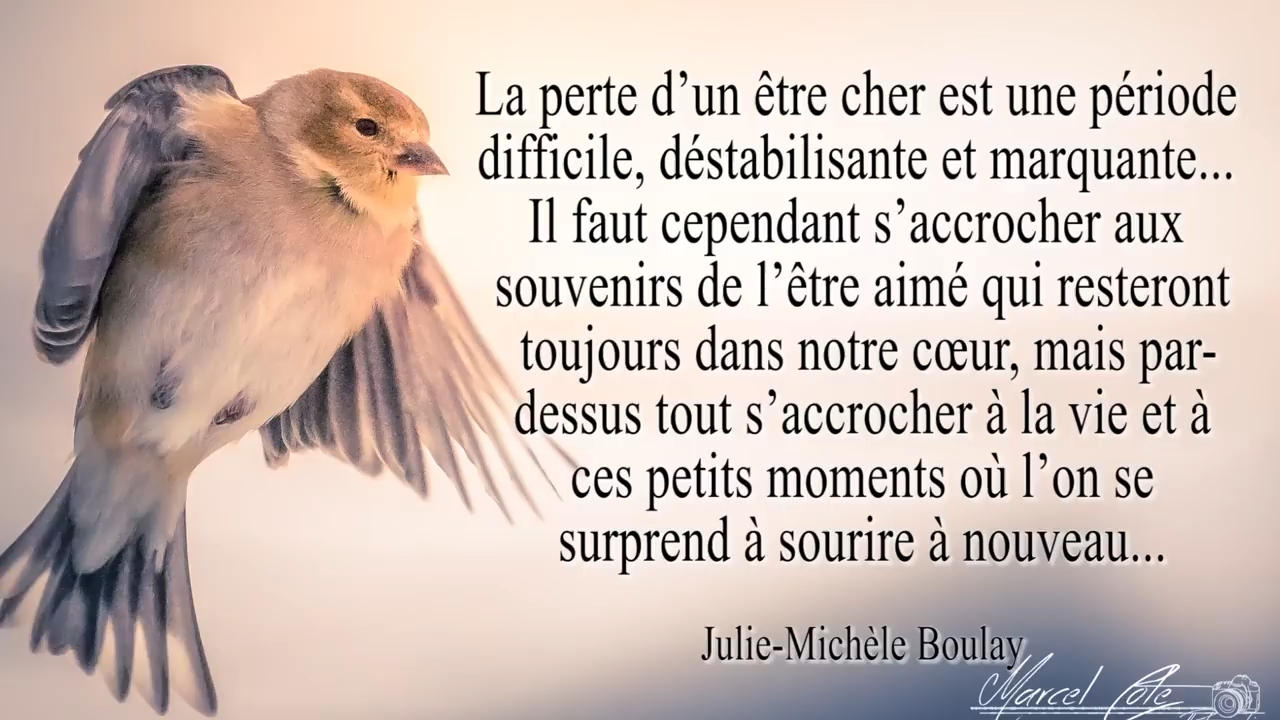 La perte d’un être cher est une période
difficile, déstabilisante et marquante...
Il faut cependant s’accrocher aux
souvenirs de l’être aimé qui resteront
toujours dans notre cœur, mais par-
dessus tout s’accrocher à la vie et à
ces petits moments où l’on se
surprend à sourire à nouveau...
Julie-Michèle Boulay
Marcel Cote